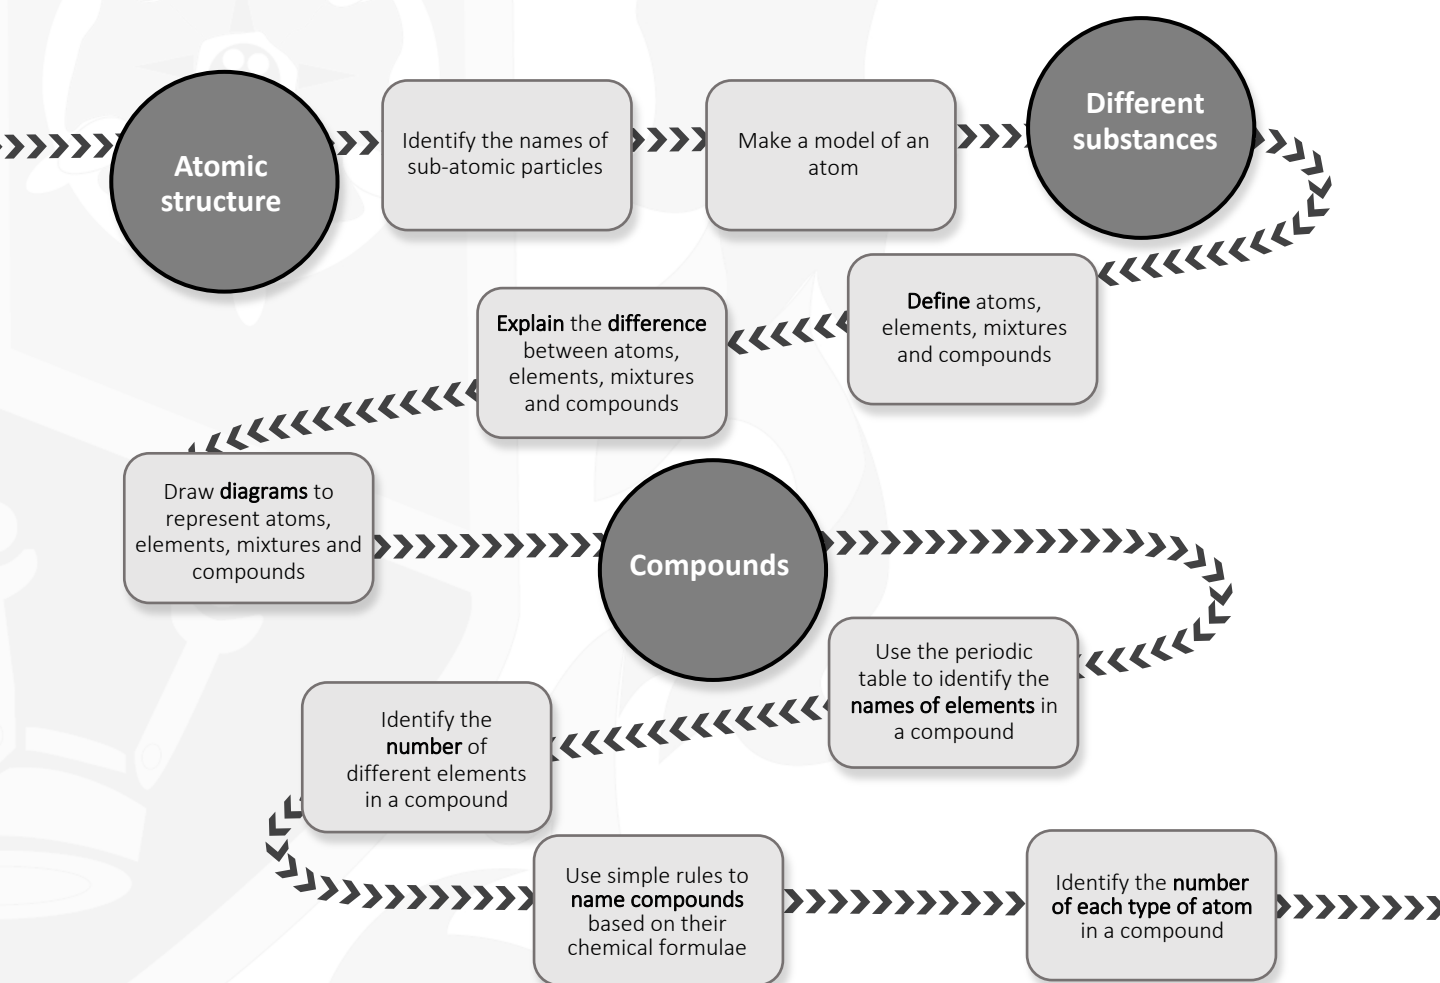 Atomic
structure
Identify the names of
sub-atomic particles
Make a model of an
atom
Different
substances
Define atoms,
elements, mixtures
and compounds
Explain the difference
between atoms,
elements, mixtures
and compounds
Draw diagrams to
represent atoms,
elements, mixtures and
compounds
Compounds
Use the periodic
table to identify the
names of elements in
a compound
Identify the
number of
different elements
in a compound
Use simple rules to
name compounds
based on their
chemical formulae
Identify the number
of each type of atom
in a compound